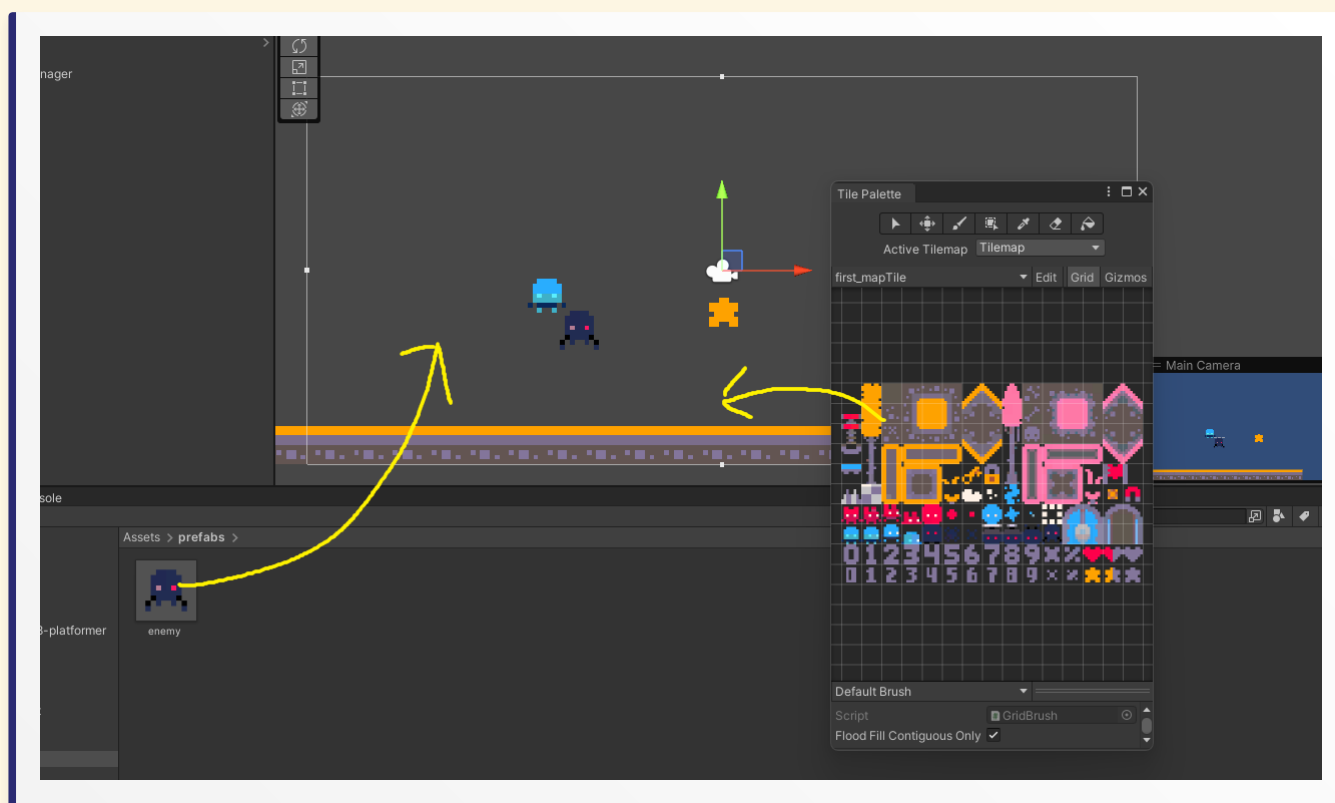 nager
Tile Palette
Active Tilemap Tilemap
first_mapTile Edit Grid Gizmos
Main Camera
sole
Assets > prefabs >
enemy
-platformer
0123456789
0123456789
Default Brush
Script GridBrush
Flood Fill Contiguous Only